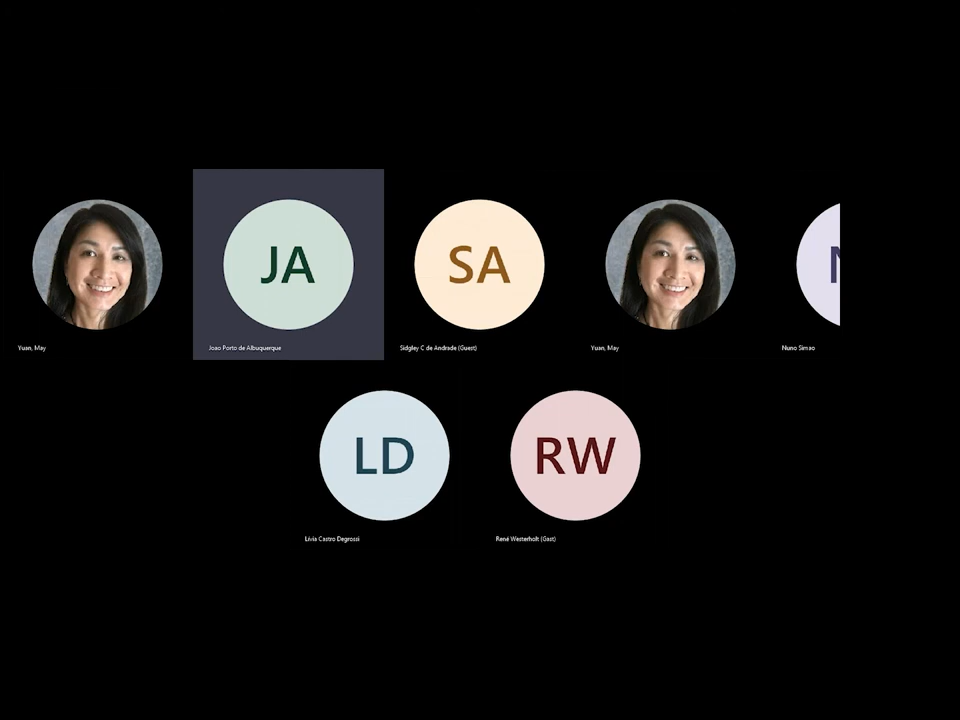 JA
SA
N
Yuan, May
Joao Porto de Albuquerque
Sidgley C de Andrade (Guest)
Yuan, May
Nuno Simao
LD
RW
Livia Castro Degrossi
René Westerholt (Gast)